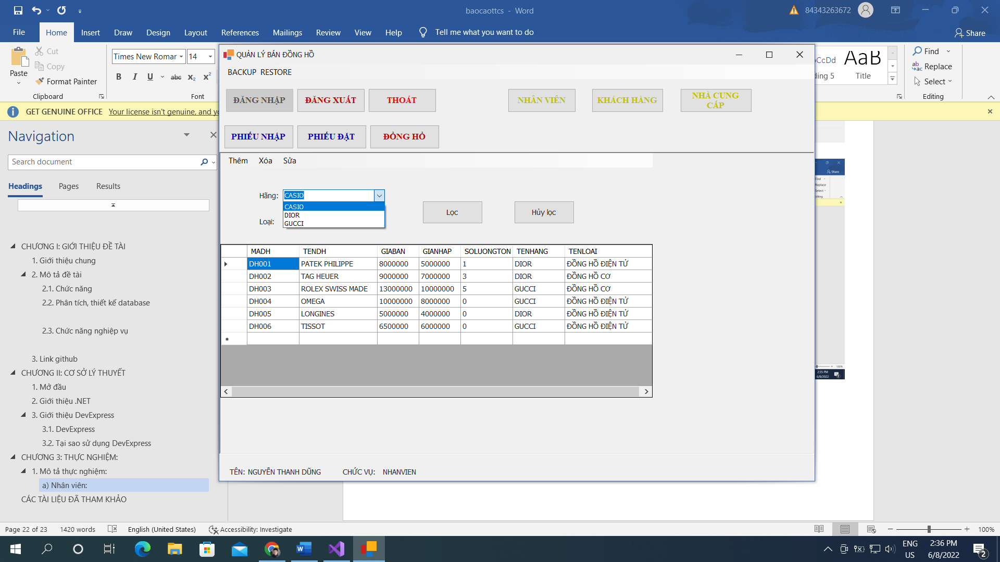 baocaottcs - Word
84343263672
File Home Insert Draw Design Layout References Mailings Review View Help Tell me what you want to do
Share
Paste
Cut
Copy
Format Painter
Clipboard
Times New Romar 14
B I U abc x₂ x²
Font
Title
Find
Replace
Select
Editing
GET GENUINE OFFICE Your license isn't genuine, and
Navigation
Search document
Headings Pages Results
CHƯƠNG I: GIỚI THIỆU ĐỀ TÀI
1. Giới thiệu chung
2. Mô tả đề tài
2.1. Chức năng
2.2. Phân tích, thiết kế database
2.3. Chức năng nghiệp vụ
3. Link github
CHƯƠNG II: CƠ SỞ LÝ THUYẾT
1. Mở đầu
2. Giới thiệu .NET
3. Giới thiệu DevExpress
3.1. DevExpress
3.2. Tại sao sử dụng DevExpress
CHƯƠNG 3: THỰC NGHIỆM:
1. Mô tả thực nghiệm:
a) Nhân viên:
CÁC TÀI LIỆU ĐÃ THAM KHẢO
QUẢN LÝ BÁN ĐỒNG HỒ
BACKUP RESTORE
ĐĂNG NHẬP ĐĂNG XUẤT THOÁT NHÂN VIÊN KHÁCH HÀNG NHÀ CUNG CẤP
PHIẾU NHẬP PHIẾU ĐẶT ĐỒNG HỒ
Thêm Xóa Sửa
Hãng: CASIO
CASIO
DIOR
GUCCI
Loại:
Lọc Hủy lọc
MADH TENDH GIABAN GIANHAP SOLUONGTON TENHANG TENLOAI
DH001 PATEK PHILIPPE 8000000 5000000 1 DIOR ĐỒNG HỒ ĐIỆN TỬ
DH002 TAG HEUER 9000000 7000000 3 DIOR ĐỒNG HỒ CƠ
DH003 ROLEX SWISS MADE 13000000 10000000 5 GUCCI ĐỒNG HỒ CƠ
DH004 OMEGA 10000000 8000000 0 GUCCI ĐỒNG HỒ ĐIỆN TỬ
DH005 LONGINES 5000000 4000000 0 DIOR ĐỒNG HỒ ĐIỆN TỬ
DH006 TISSOT 6500000 6000000 0 GUCCI ĐỒNG HỒ ĐIỆN TỬ
TÊN: NGUYỄN THANH DŨNG CHỨC VỤ: NHANVIEN
Page 22 of 23 1420 words English (United States) Accessibility: Investigate 100%
ENG
US
2:36 PM
6/8/2022
2